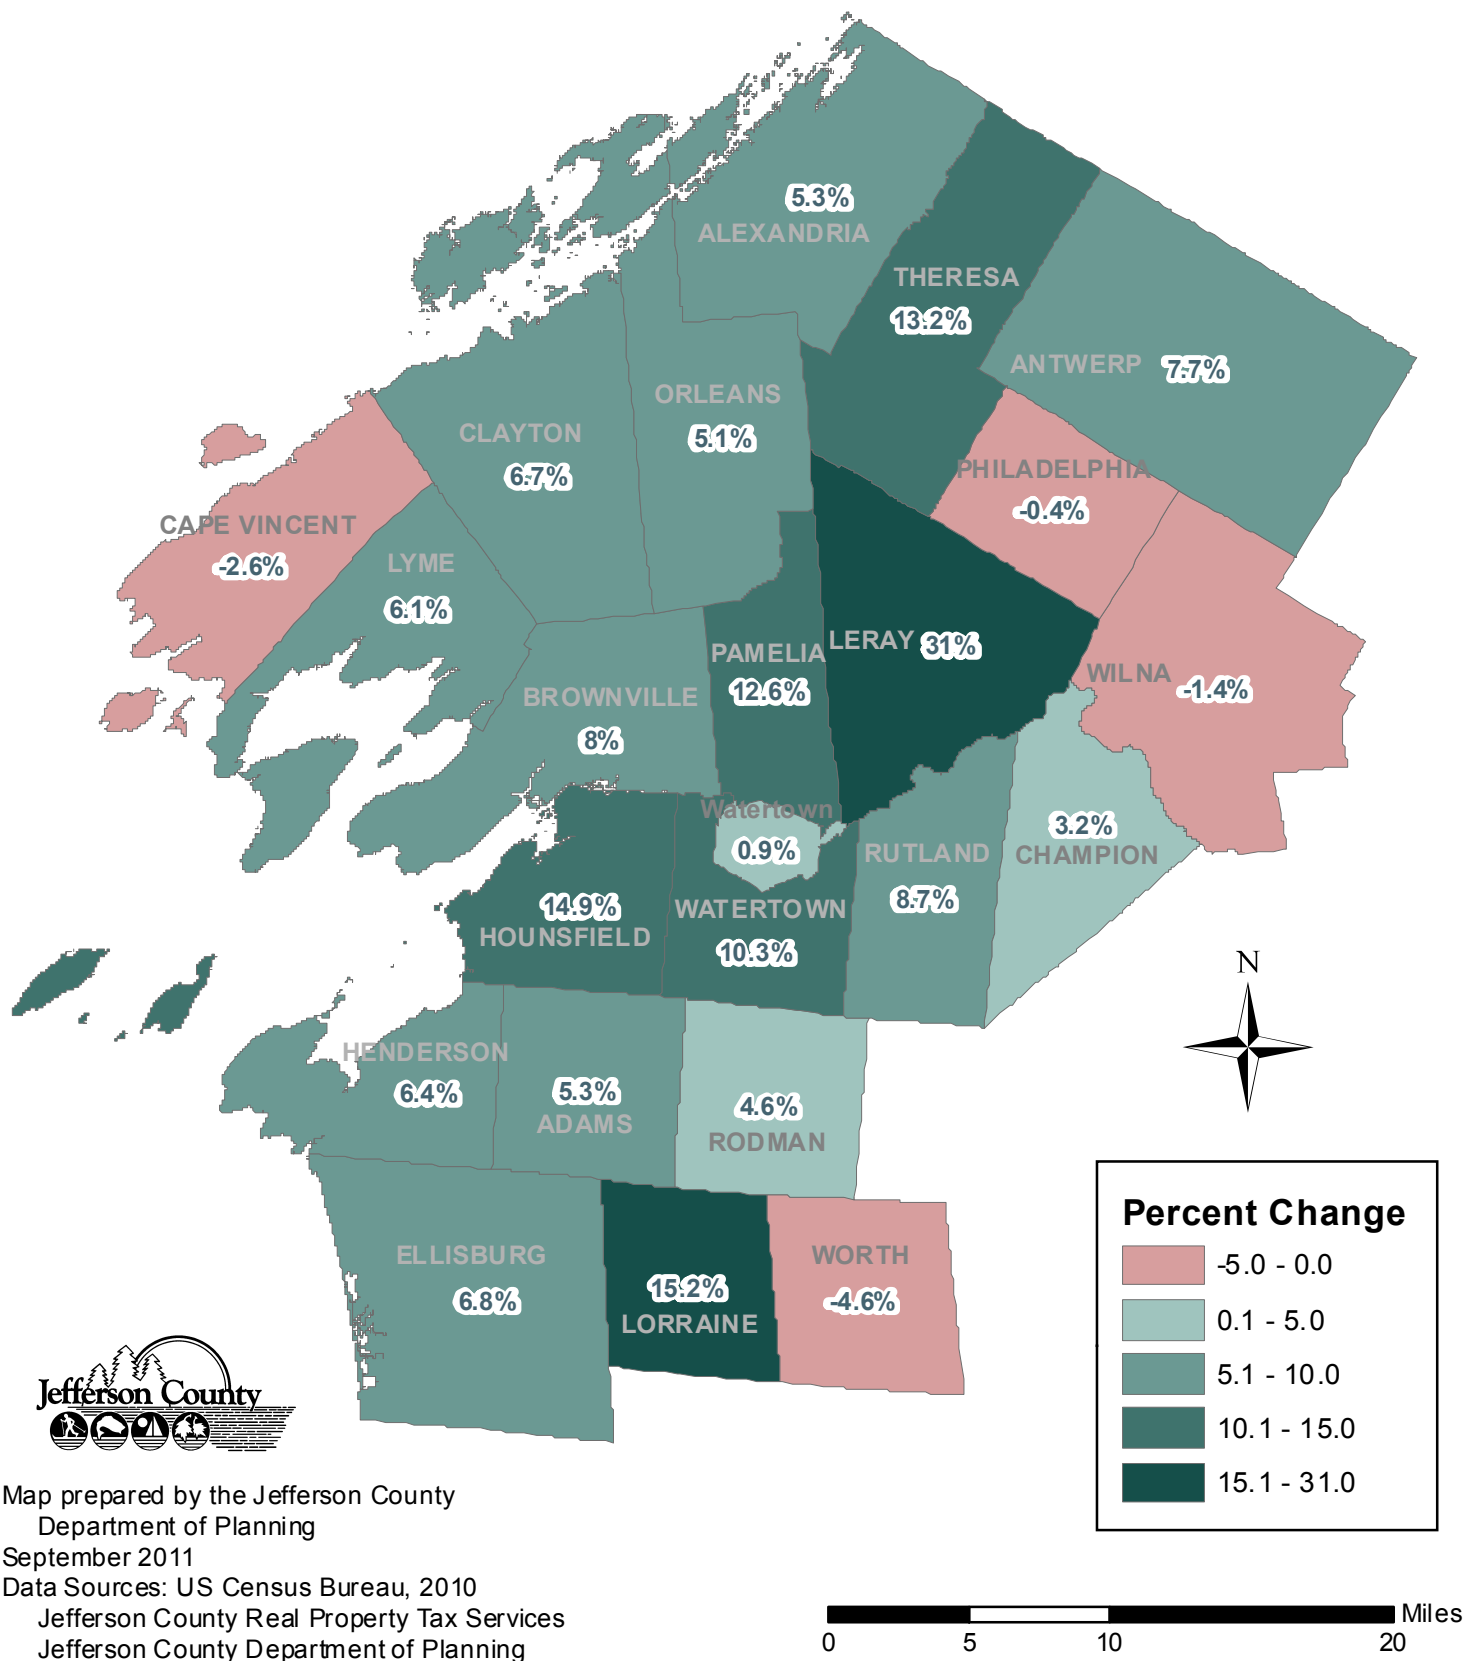 5.3%
ALEXANDRIA
THERESA
13.2%
ANTWERP 7.7%
ORLEANS
5.1%
CLAYTON
6.7%
PHILADELPHIA
-0.4%
CAPE VINCENT
-2.6%
LYME
6.1%
LERAY 31%
PAMELIA
12.6%
WILNA
-1.4%
BROWNVILLE
8%
Watertown
0.9%
3.2%
CHAMPION
RUTLAND
8.7%
14.9%
HOUNSFIELD
WATERTOWN
10.3%
N
HENDERSON
6.4%
5.3%
ADAMS
4.6%
RODMAN
ELLISBURG
6.8%
15.2%
LORRAINE
WORTH
-4.6%
Percent Change
-5.0 - 0.0
0.1 - 5.0
5.1 - 10.0
10.1 - 15.0
15.1 - 31.0
Jefferson County
Map prepared by the Jefferson County
Department of Planning
September 2011
Data Sources: US Census Bureau, 2010
Jefferson County Real Property Tax Services
Jefferson County Department of Planning
Miles
0 5 10 20